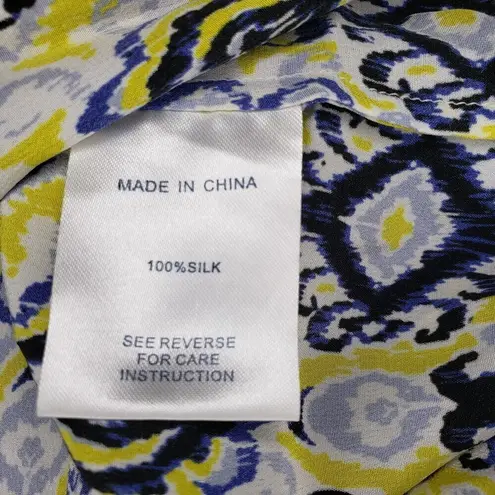 MADE IN CHINA
100%SILK
SEE REVERSE
FOR CARE
INSTRUCTION